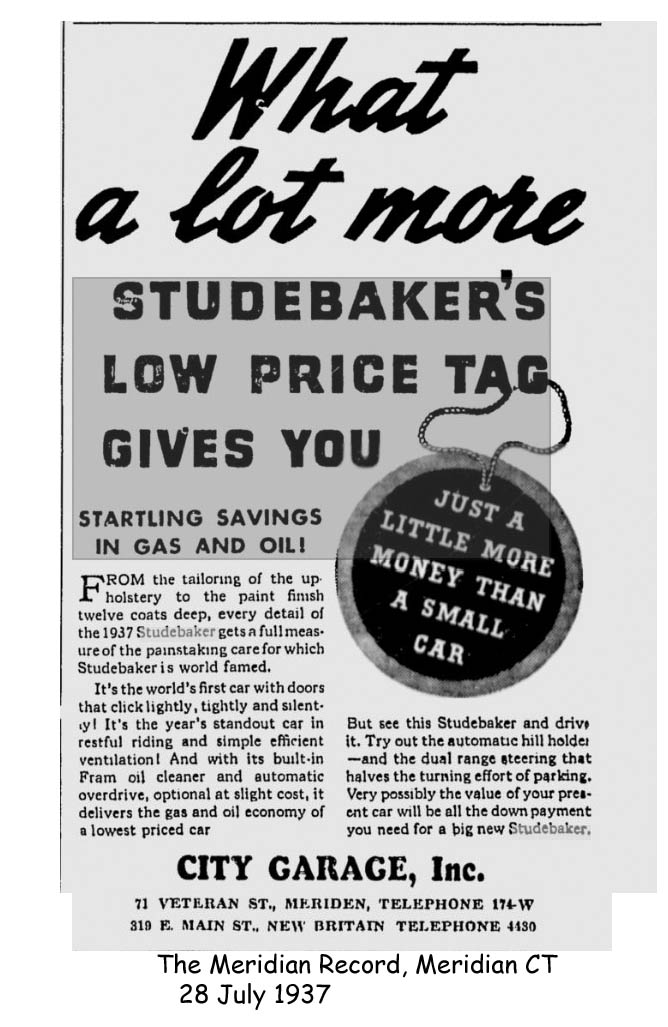 What
a lot more
STUDEBAKER'S
LOW PRICE TAG
GIVES YOU
STARTLING SAVINGS
IN GAS AND OIL!
JUST A
LITTLE MORE
MONEY THAN
A SMALL
CAR
FROM the tailoring of the up-
holstery to the paint finish
twelve coats deep, every detail of
the 1937 Studebaker gets a full meas-
ure of the painstaking care for which
Studebaker is world famed.
It's the world's first car with doors
that click lightly, tightly and silent-
ly! It's the year's standout car in
restful riding and simple efficient
ventilation! And with its built-in
Fram oil cleaner and automatic
overdrive, optional at slight cost, it
delivers the gas and oil economy of
a lowest priced car
But see this Studebaker and drive
it. Try out the automatic hill holder
—and the dual range steering that
halves the turning effort of parking.
Very possibly the value of your pres-
ent car will be all the down payment
you need for a big new Studebaker.
CITY GARAGE, Inc.
71 VETERAN ST., MERIDEN, TELEPHONE 174-W
319 E. MAIN ST., NEW BRITAIN TELEPHONE 4430
The Meridian Record, Meridian CT
28 July 1937